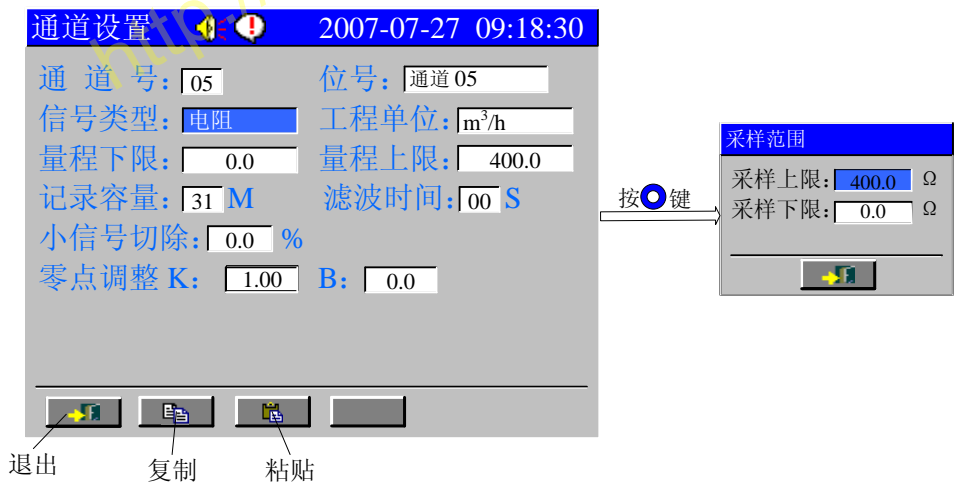 通道设置 2007-07-27 09:18:30
通 道 号: 05 位号: 通道 05
信号类型: 电阻 工程单位: m³/h
量程下限: 0.0 量程上限: 400.0
记录容量: 31 M 滤波时间: 00 S
小信号切除: 0.0 %
零点调整 K: 1.00 B: 0.0
退出
复制
粘贴
按 键
采样范围
采样上限: 400.0 Ω
采样下限: 0.0 Ω
http:/